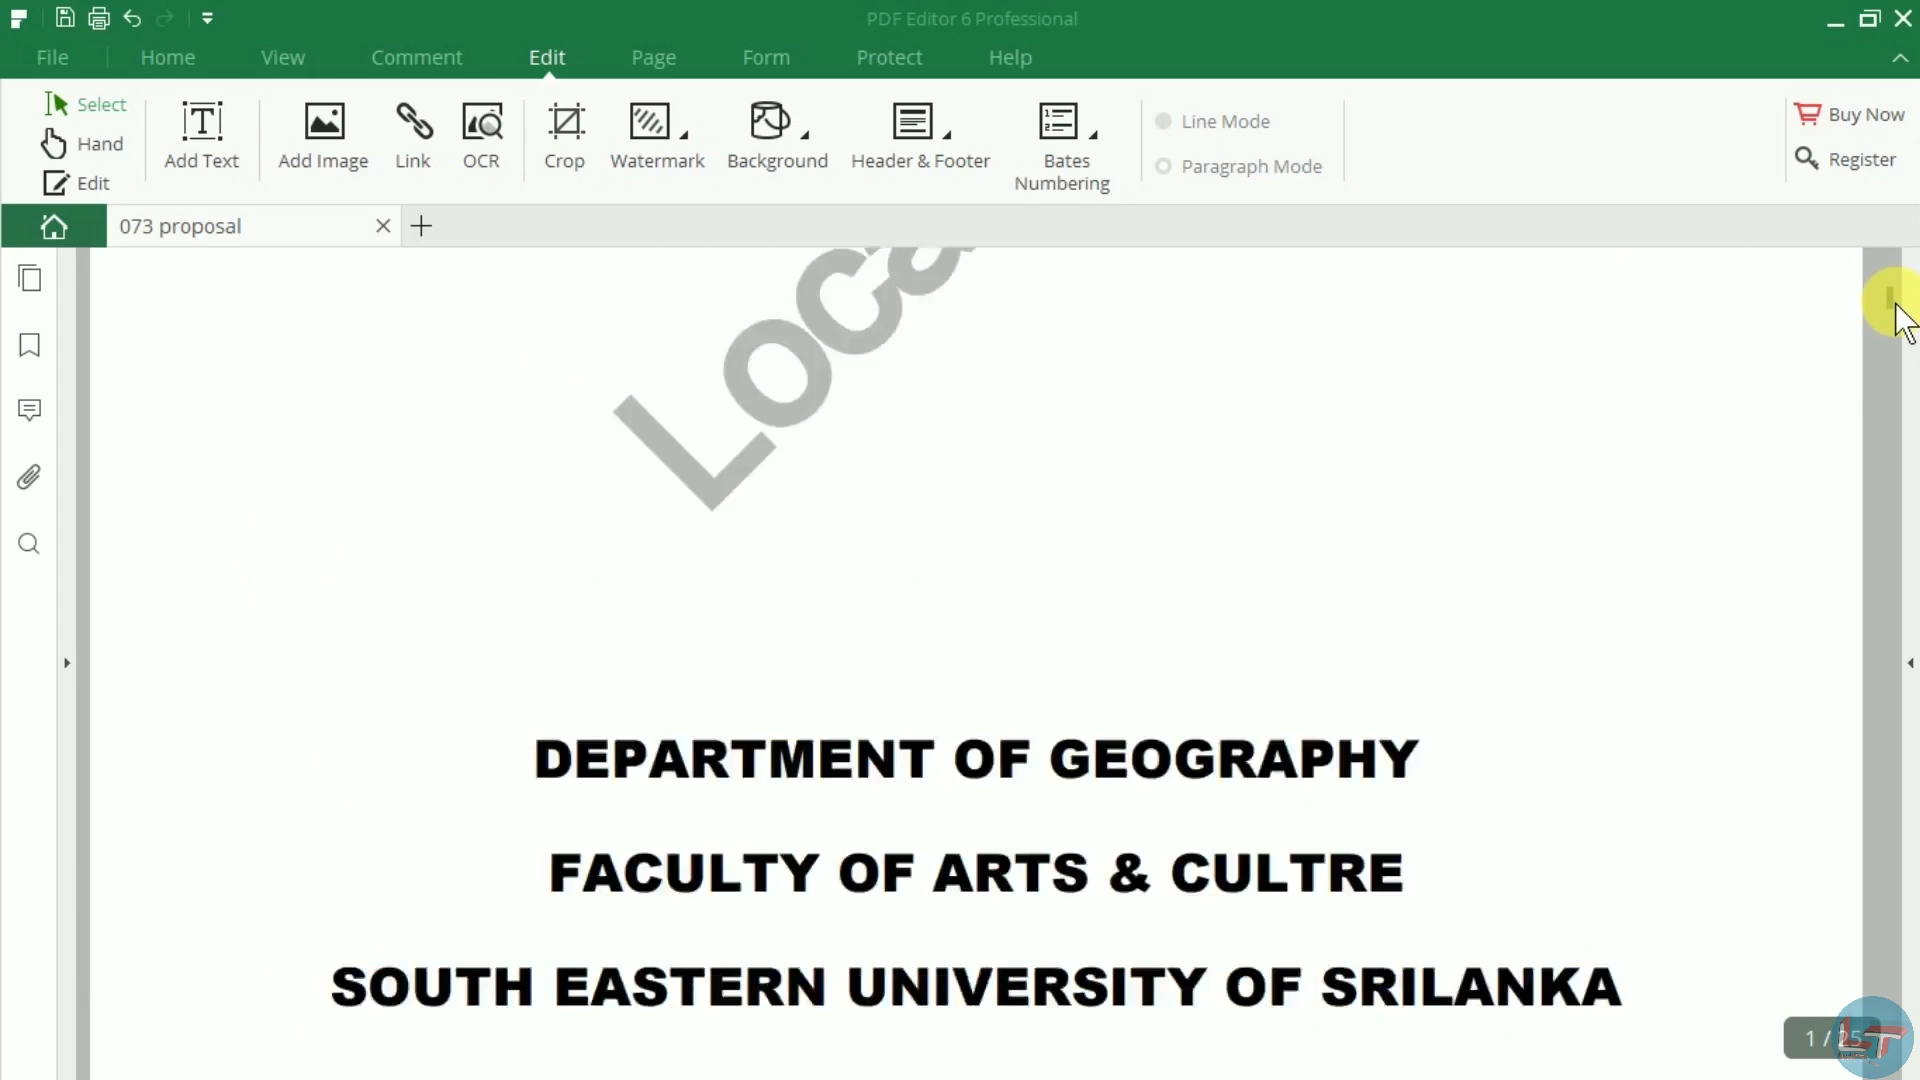 PDF Editor 6 Professional
File Home View Comment Edit Page Form Protect Help
Select
Hand
Edit
Add Text
Add Image
Link
OCR
Crop
Watermark
Background
Header & Footer
Bates
Numbering
Line Mode
Paragraph Mode
Buy Now
Register
073 proposal
Loca
DEPARTMENT OF GEOGRAPHY
FACULTY OF ARTS & CULTRE
SOUTH EASTERN UNIVERSITY OF SRILANKA
1 / 25
LT